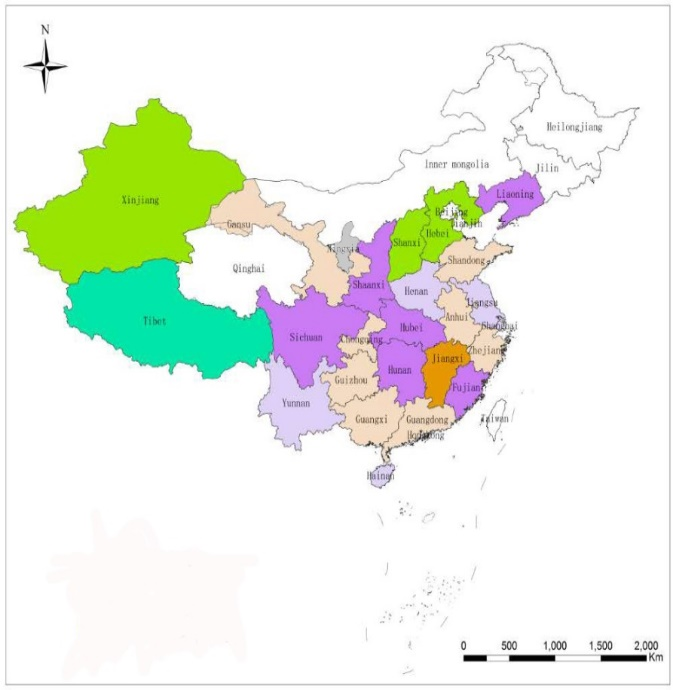 N
Heilongjiang
Inner mongolia
Jilin
Liaoning
Xinjiang
Beijing
Tianjin
Gansu
Hebei
Shanxi
Ningxia
Shandong
Qinghai
Shaanxi
Henan
Jiangsu
Anhui
Tibet
Shanghai
Hubei
Sichuan
Chongqing
Zhejiang
Jiangxi
Hunan
Guizhou
Fujian
Yunnan
Guangxi
Guangdong
Taiwan
Hongkong
Hainan
0 500 1,000 1,500 2,000
Km